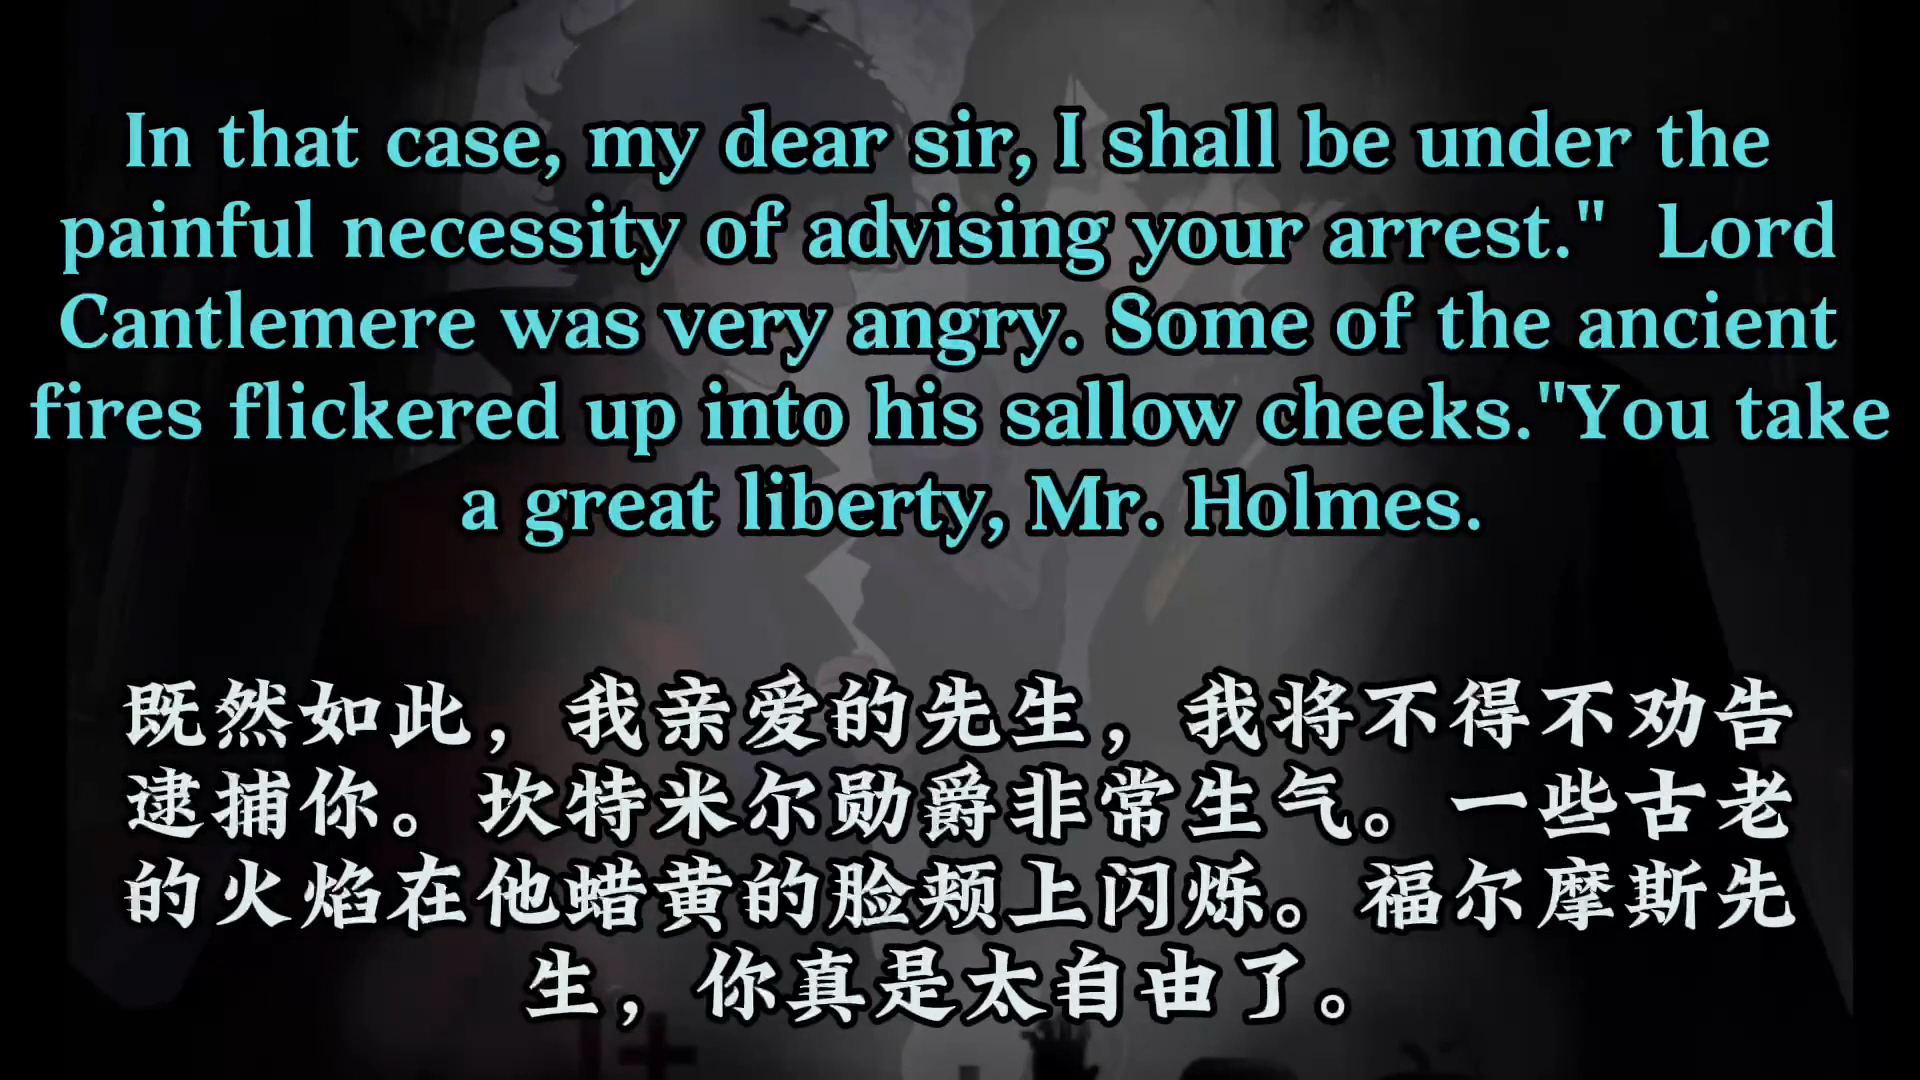 In that case, my dear sir, I shall be under the
painful necessity of advising your arrest."  Lord
Cantlemere was very angry. Some of the ancient
fires flickered up into his sallow cheeks."You take
a great liberty, Mr. Holmes.
既然如此，我亲爱的先生，我将不得不劝告
逮捕你。坎特米尔勋爵非常生气。一些古老
的火焰在他蜡黄的脸颊上闪烁。福尔摩斯先
生，你真是太自由了。